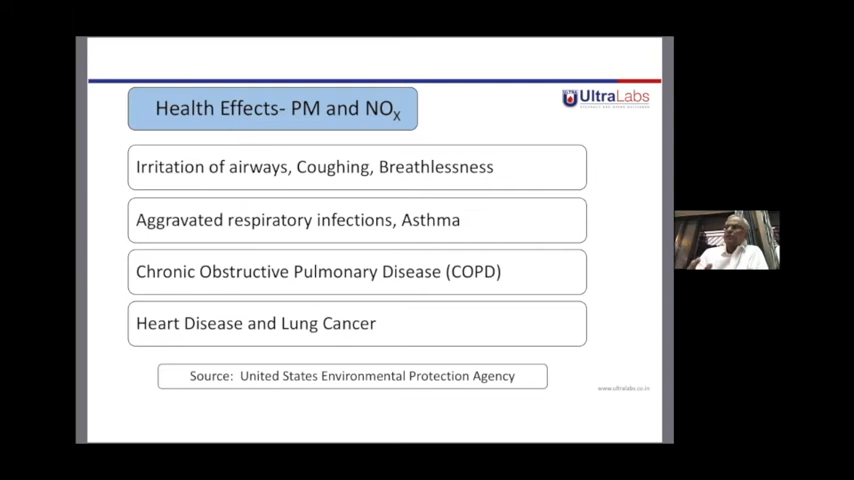 Health Effects- PM and NOX
UltraLabs
Irritation of airways, Coughing, Breathlessness
Aggravated respiratory infections, Asthma
Chronic Obstructive Pulmonary Disease (COPD)
Heart Disease and Lung Cancer
Source: United States Environmental Protection Agency
www.ultralabs.co.in